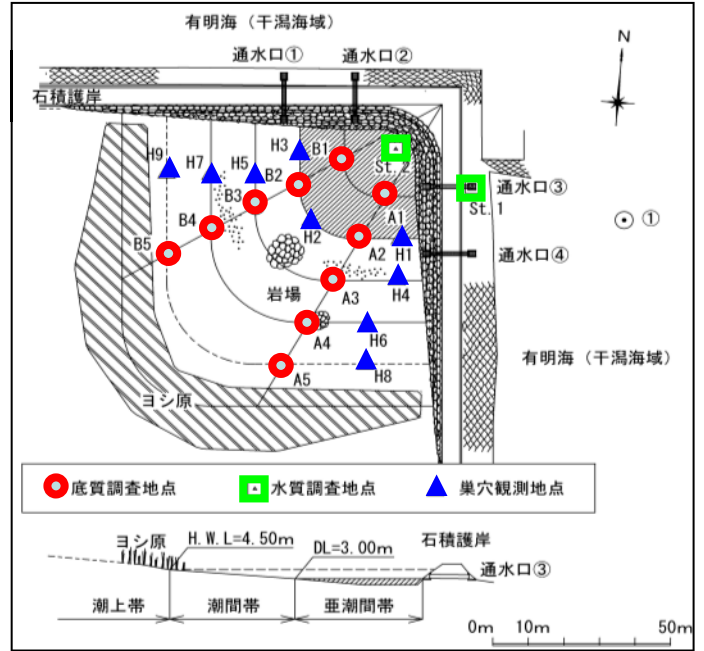 有明海（干潟海域）
通水口① 通水口②
N
石積護岸
H3 B1
St.2
H9 H7 H5 B2
通水口③
St.1
B3 A1
①
B4 H2 H1
A2
通水口④
B5
H4
岩場 A3
A4 H6
有明海（干潟海域）
A5 H8
ヨシ原
底質調査地点 水質調査地点 巣穴観測地点
ヨシ原 H.W.L=4.50m DL=3.00m 石積護岸
通水口③
潮上帯 潮間帯 亜潮間帯
0m 10m 50m